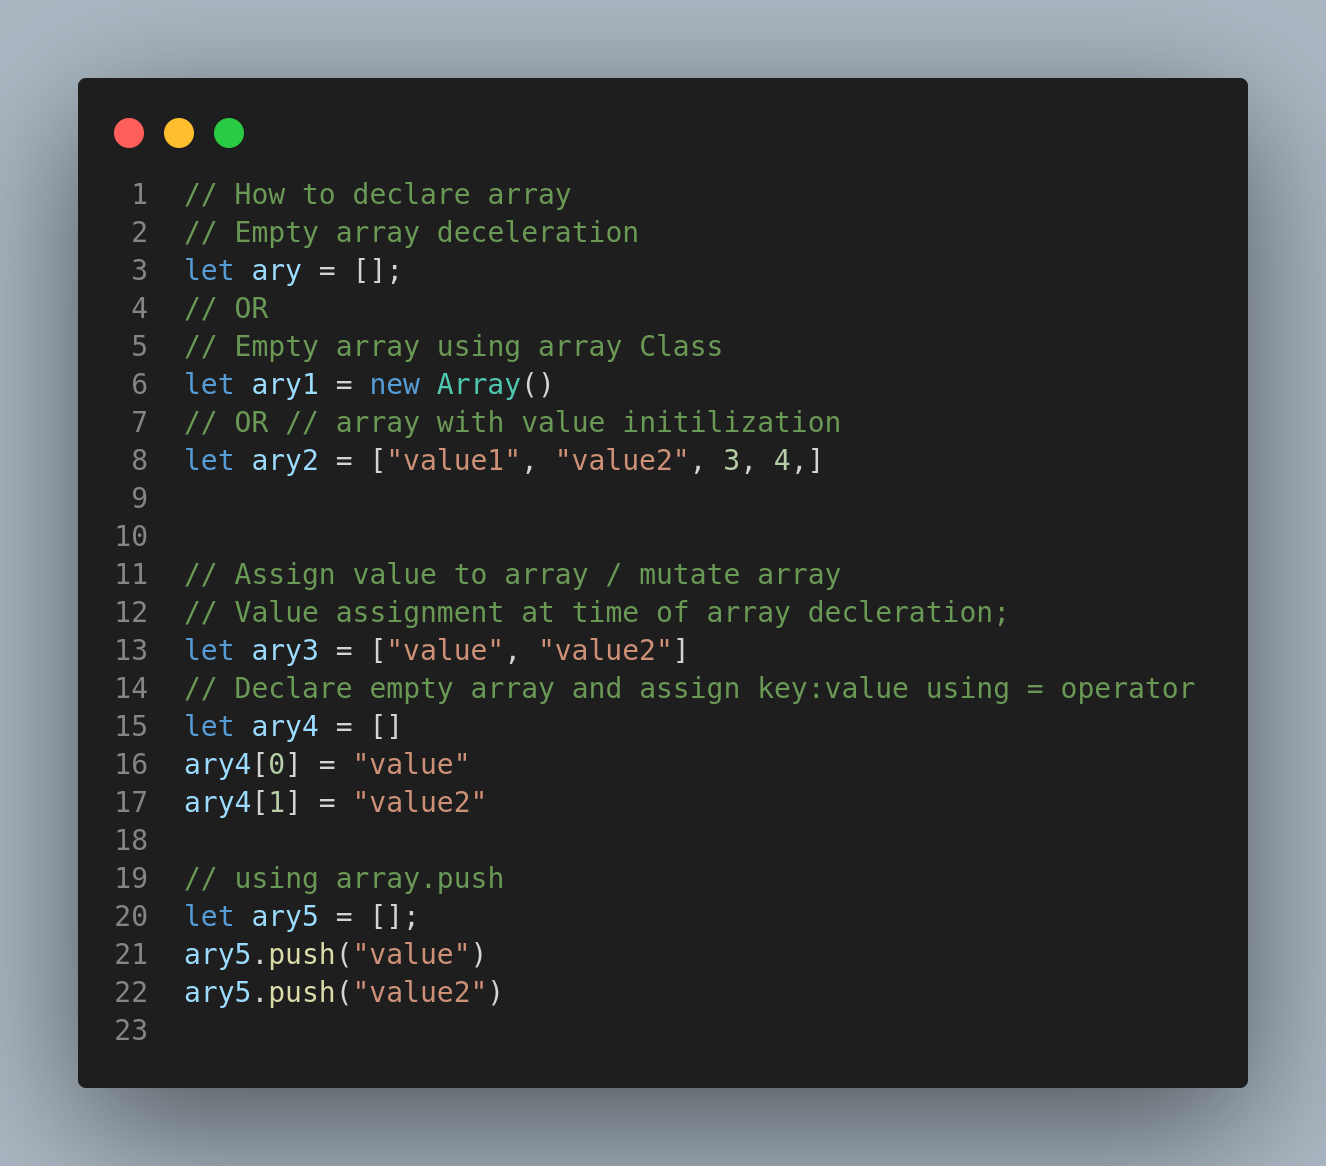 1 // How to declare array
2 // Empty array deceleration
3 let ary = [];
4 // OR
5 // Empty array using array Class
6 let ary1 = new Array()
7 // OR // array with value initilization
8 let ary2 = ["value1", "value2", 3, 4,]
9
10
11 // Assign value to array / mutate array
12 // Value assignment at time of array decleration;
13 let ary3 = ["value", "value2"]
14 // Declare empty array and assign key:value using = operator
15 let ary4 = []
16 ary4[0] = "value"
17 ary4[1] = "value2"
18
19 // using array.push
20 let ary5 = [];
21 ary5.push("value")
22 ary5.push("value2")
23